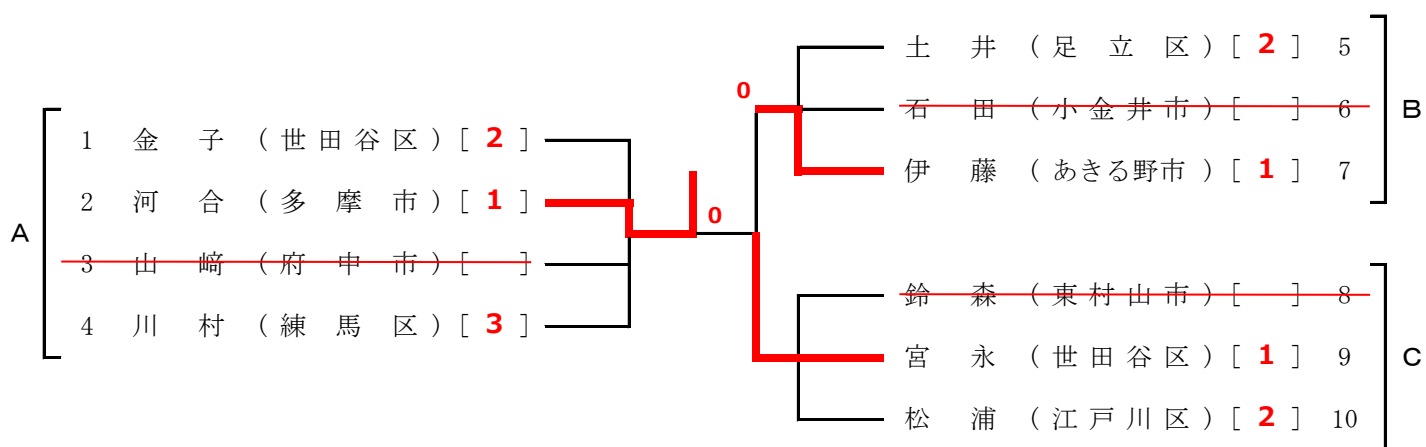 A
1 金 子 ( 世 田 谷 区 ) [ 2 ]
2 河 合 ( 多 摩 市 ) [ 1 ]
3 山 﨑 ( 府 中 市 ) [ ]
4 川 村 ( 練 馬 区 ) [ 3 ]
0
0
土 井 ( 足 立 区 ) [ 2 ] 5
石 田 ( 小 金 井 市 ) [ ] 6
伊 藤 ( あきる野市 ) [ 1 ] 7
B
鈴 森 ( 東 村 山 市 ) [ ] 8
宮 永 ( 世 田 谷 区 ) [ 1 ] 9
松 浦 ( 江 戸 川 区 ) [ 2 ] 10
C